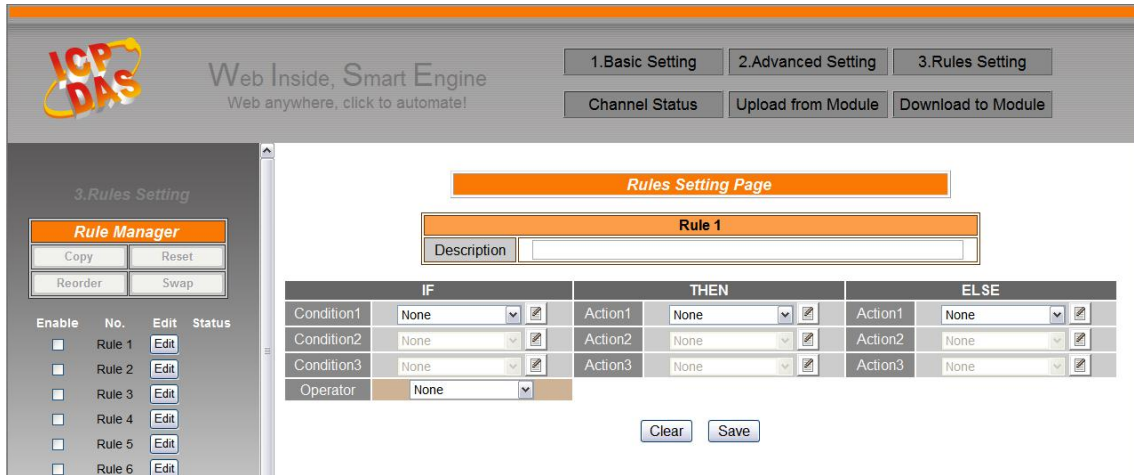 ICP
DAS
Web Inside, Smart Engine
Web anywhere, click to automate!
1.Basic Setting 2.Advanced Setting 3.Rules Setting
Channel Status Upload from Module Download to Module
3.Rules Setting
Rule Manager
Copy Reset
Reorder Swap
Enable No. Edit Status
Rule 1 Edit
Rule 2 Edit
Rule 3 Edit
Rule 4 Edit
Rule 5 Edit
Rule 6 Edit
Rules Setting Page
Rule 1
Description
IF THEN ELSE
Condition1 None Action1 None Action1 None
Condition2 None Action2 None Action2 None
Condition3 None Action3 None Action3 None
Operator None
Clear Save